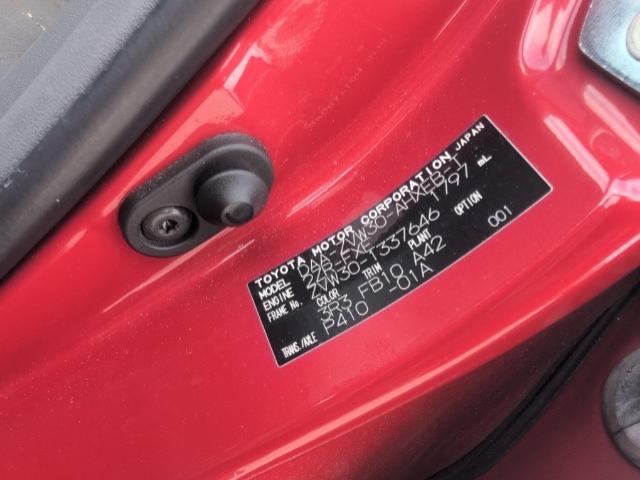 TOYOTA MOTOR CORPORATION JAPAN
MODEL DAA-ZVW30-AHXEB-T
ENGINE 2ZR-FXE 1797 mL
FRAME No. ZVW30-1337646
COLOR TRIM PLANT OPTION
3R3 FB10 A42 001
TRANS./AXLE P410 -01A